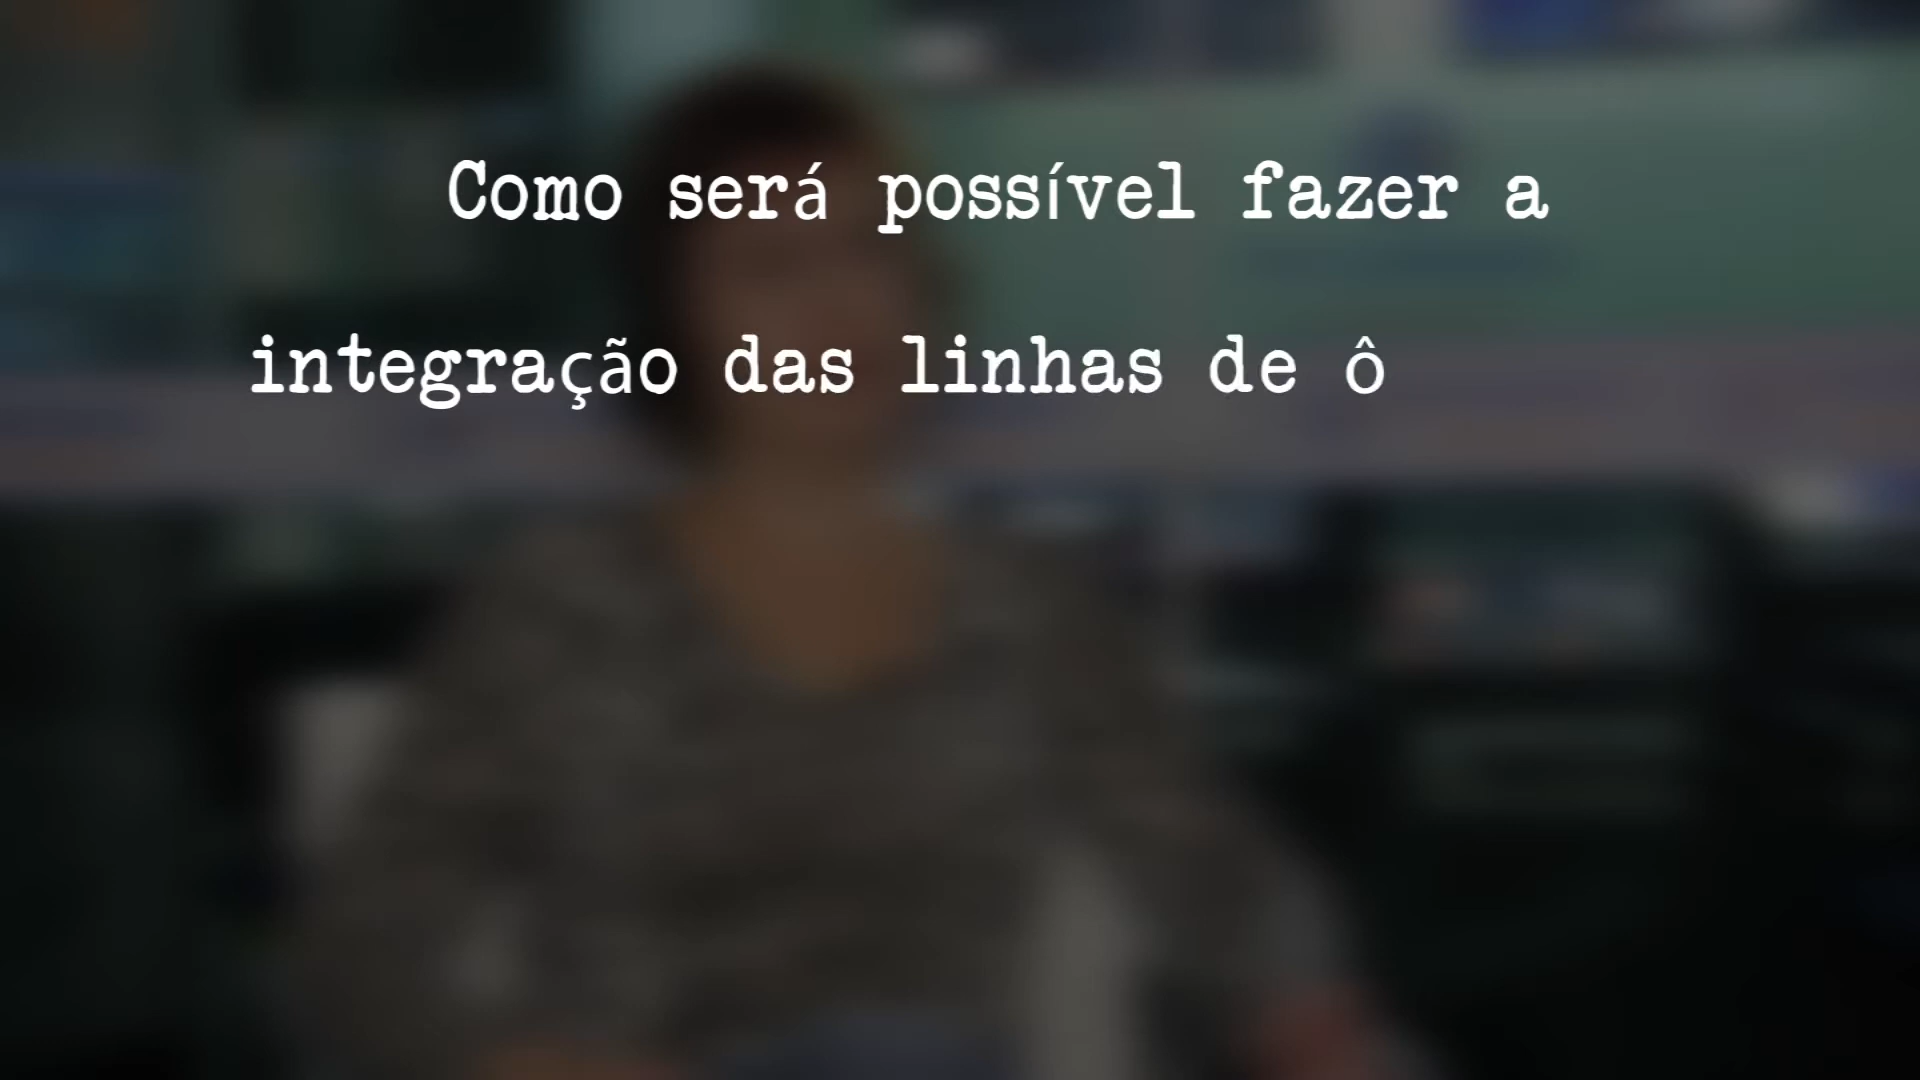 Como será possível fazer a
integração das linhas de ô